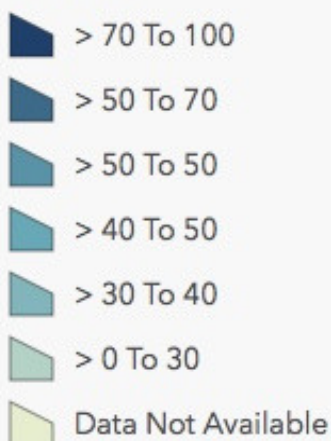 > 70 To 100
> 50 To 70
> 50 To 50
> 40 To 50
> 30 To 40
> 0 To 30
Data Not Available